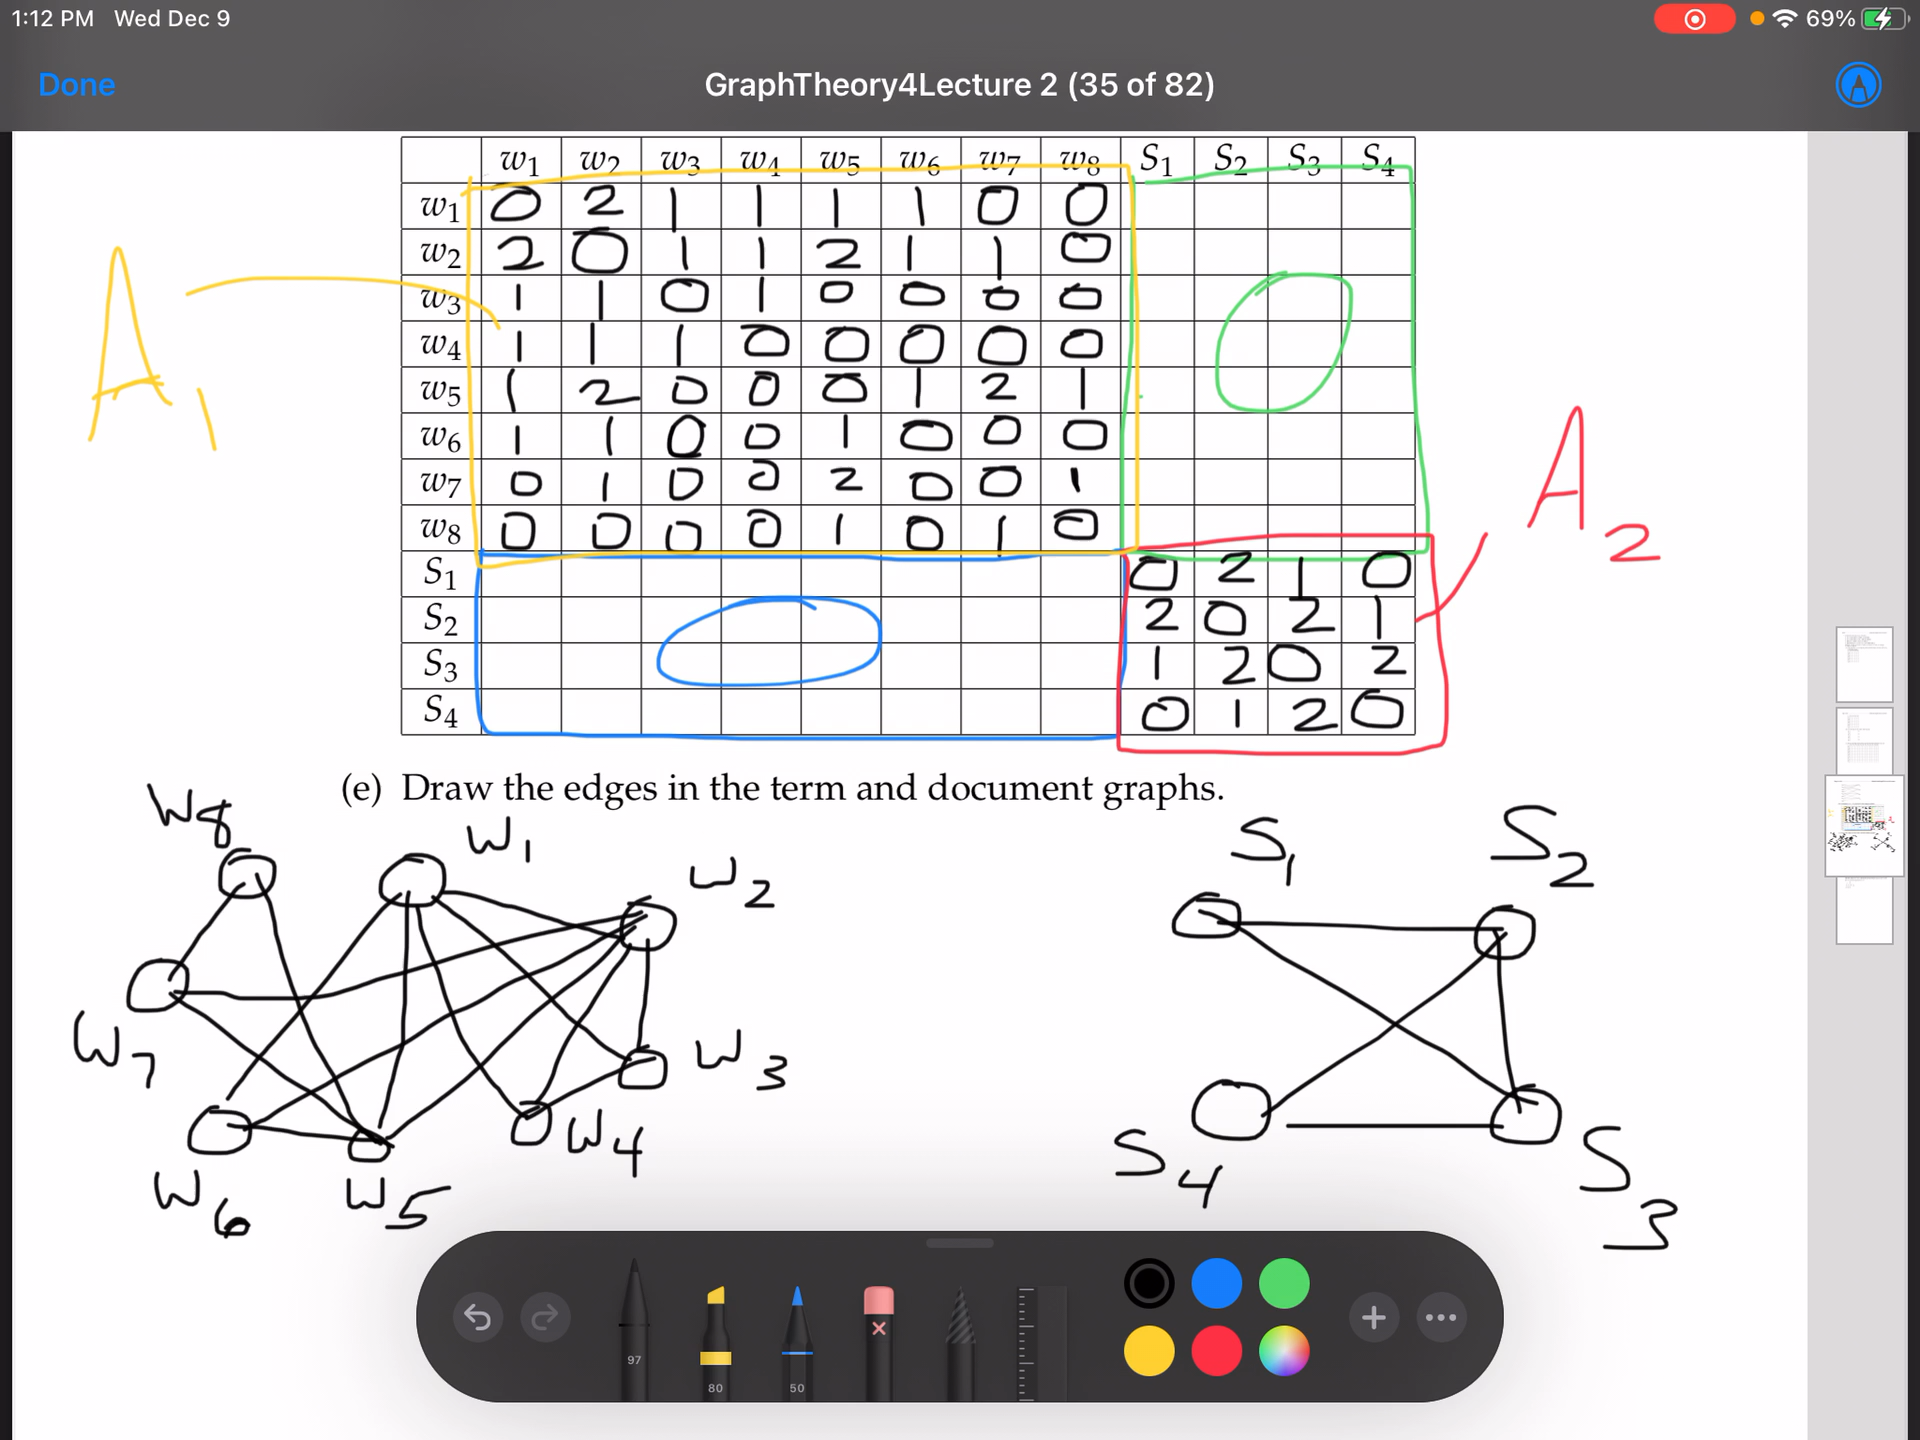 1:12 PM Wed Dec 9 69%
Done GraphTheory4Lecture 2 (35 of 82)
w1 w2 w3 w4 w5 w6 w7 w8 S1 S2 S3 S4
w1 0 2 1 1 1 1 0 0
w2 2 0 1 1 2 1 1 0
w3 1 1 0 1 0 0 0 0
w4 1 1 1 0 0 0 0 0
w5 1 2 0 0 0 1 2 1
w6 1 1 0 0 1 0 0 0
w7 0 1 0 0 2 0 0 1
w8 0 0 0 0 1 0 1 0
S1 0 2 1 0
S2 2 0 2 1
S3 1 2 0 2
S4 0 1 2 0
A1
0
A2
0
(e) Draw the edges in the term and document graphs.
w8 w1 w2 S1 S2
w7 w3
w4 S4 S3
w6 w5
97 80 50